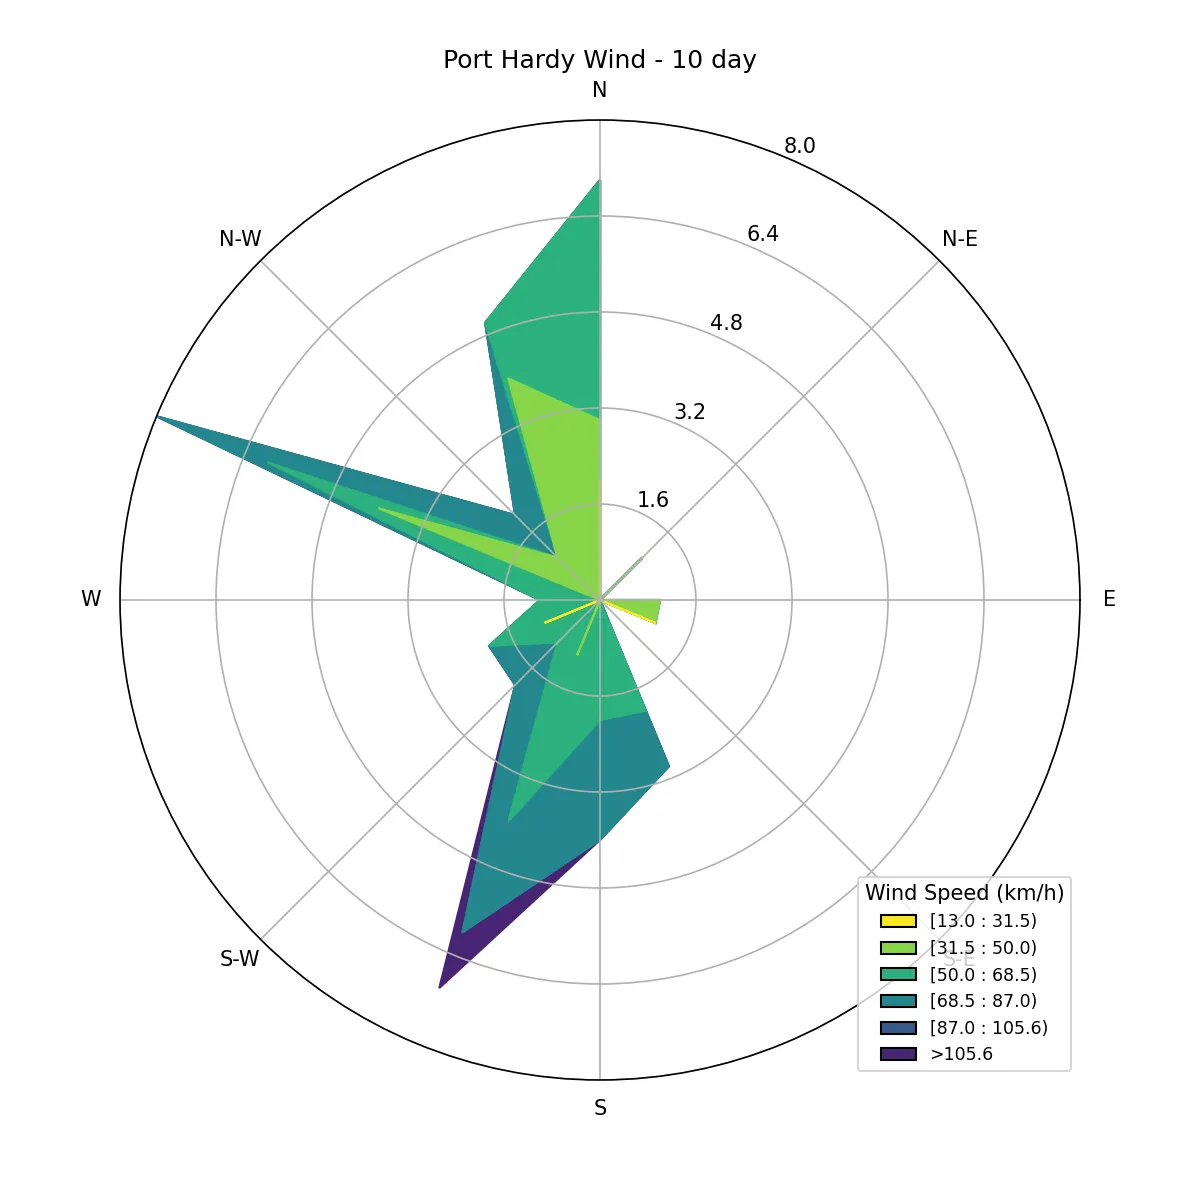 Port Hardy Wind - 10 day
N
8.0
N-W
N-E
6.4
4.8
3.2
1.6
W
E
Wind Speed (km/h)
[13.0 : 31.5)
[31.5 : 50.0)
S-W
S-E
[50.0 : 68.5)
[68.5 : 87.0)
[87.0 : 105.6)
>105.6
S